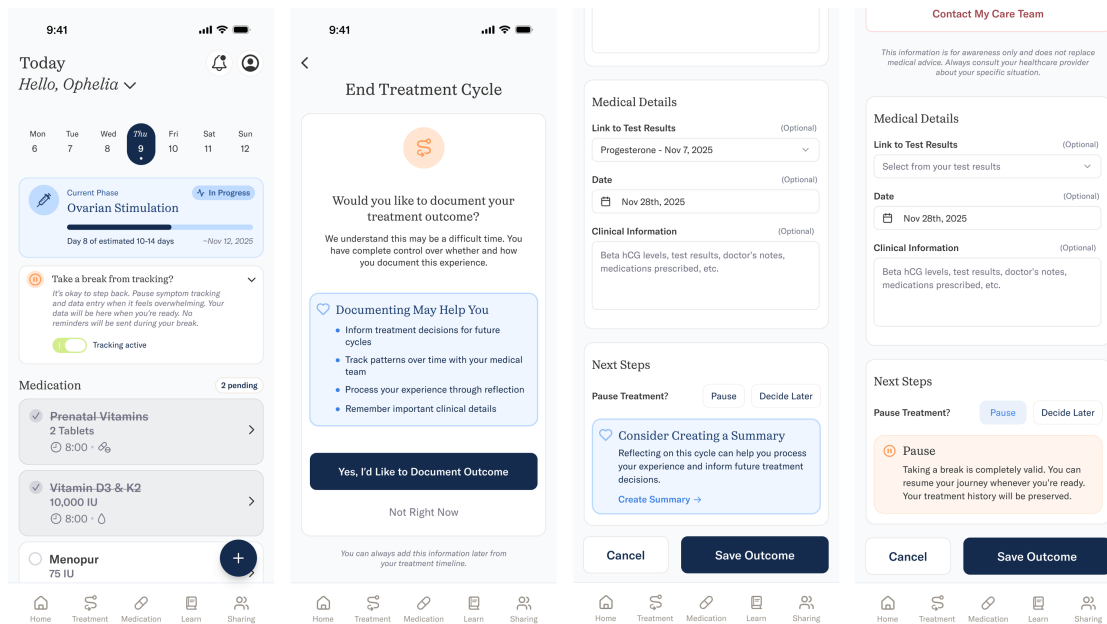 9:41
Today
Hello, Ophelia
Mon Tue Wed Thu Fri Sat Sun
6 7 8 9 10 11 12
Current Phase
In Progress
Ovarian Stimulation
Day 8 of estimated 10-14 days
~Nov 12, 2025
Take a break from tracking?
It's okay to step back. Pause symptom tracking
and data entry when it feels overwhelming. Your
data will be here when you're ready. No
reminders will be sent during your break.
Tracking active
Medication
2 pending
Prenatal Vitamins
2 Tablets
8:00
Vitamin D3 & K2
10,000 IU
8:00
Menopur
75 IU
Home Treatment Medication Learn Sharing
9:41
End Treatment Cycle
Would you like to document your
treatment outcome?
We understand this may be a difficult time. You
have complete control over whether and how
you document this experience.
Documenting May Help You
• Inform treatment decisions for future
cycles
• Track patterns over time with your medical
team
• Process your experience through reflection
• Remember important clinical details
Yes, I'd Like to Document Outcome
Not Right Now
You can always add this information later from
your treatment timeline.
Home Treatment Medication Learn Sharing
Medical Details
Link to Test Results (Optional)
Progesterone - Nov 7, 2025
Date (Optional)
Nov 28th, 2025
Clinical Information (Optional)
Beta hCG levels, test results, doctor's notes,
medications prescribed, etc.
Next Steps
Pause Treatment? Pause Decide Later
Consider Creating a Summary
Reflecting on this cycle can help you process
your experience and inform future treatment
decisions.
Create Summary →
Cancel Save Outcome
Home Treatment Medication Learn Sharing
Contact My Care Team
This information is for awareness only and does not replace
medical advice. Always consult your healthcare provider
about your specific situation.
Medical Details
Link to Test Results (Optional)
Select from your test results
Date (Optional)
Nov 28th, 2025
Clinical Information (Optional)
Beta hCG levels, test results, doctor's notes,
medications prescribed, etc.
Next Steps
Pause Treatment? Pause Decide Later
Pause
Taking a break is completely valid. You can
resume your journey whenever you're ready.
Your treatment history will be preserved.
Cancel Save Outcome
Home Treatment Medication Learn Sharing